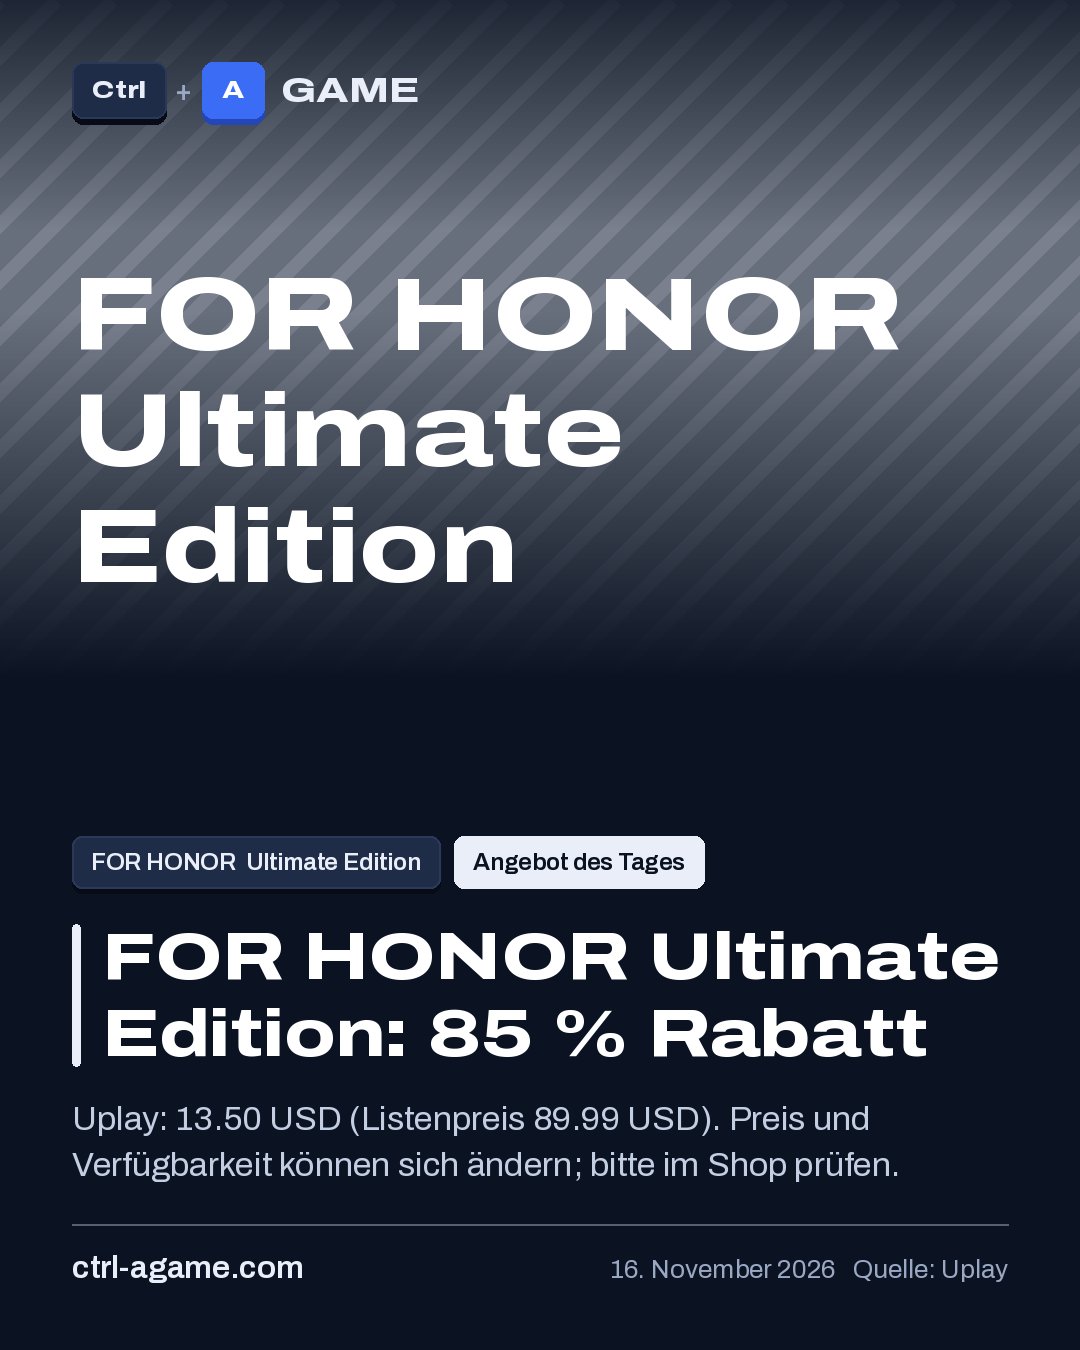 Ctrl + A GAME
FOR HONOR
Ultimate
Edition
FOR HONOR Ultimate Edition
Angebot des Tages
FOR HONOR Ultimate
Edition: 85 % Rabatt
Uplay: 13.50 USD (Listenpreis 89.99 USD). Preis und
Verfügbarkeit können sich ändern; bitte im Shop prüfen.
ctrl-agame.com
16. November 2026 Quelle: Uplay